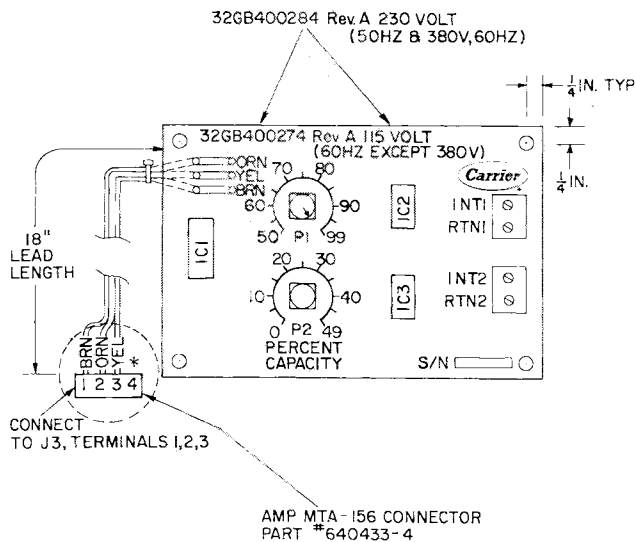 32GB400284 Rev. A 230 VOLT
(50HZ & 380V, 60HZ)
1/4 IN. TYP
32GB400274 Rev A 115 VOLT
(60HZ EXCEPT 380V)
1/4 IN.
ORN
YEL
BRN
Carrier
70 80
60 90
50 P1 99
IC1
IC2
INT1
RTN1
18"
LEAD
LENGTH
20 30
10 40
0 P2 49
IC3
INT2
RTN2
PERCENT
CAPACITY
S/N
BRN
ORN
YEL
*
1 2 3 4
CONNECT
TO J3, TERMINALS 1,2,3
AMP MTA-156 CONNECTOR
PART #640433-4